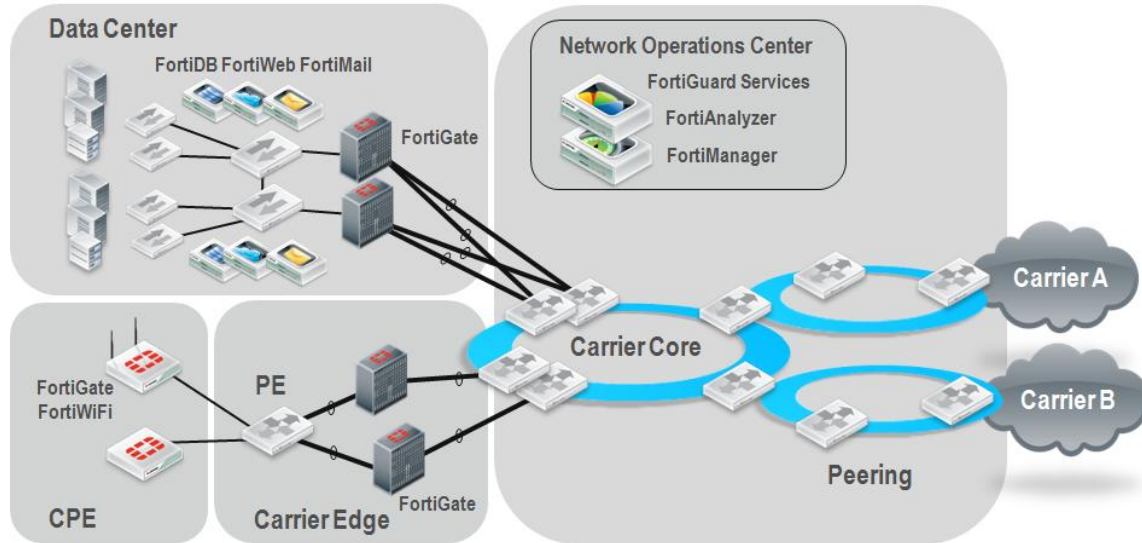 Data Center
FortiDB FortiWeb FortiMail
FortiGate
Network Operations Center
FortiGuard Services
FortiAnalyzer
FortiManager
Carrier A
Carrier Core
Carrier B
Peering
FortiGate
FortiWiFi
CPE
PE
FortiGate
Carrier Edge